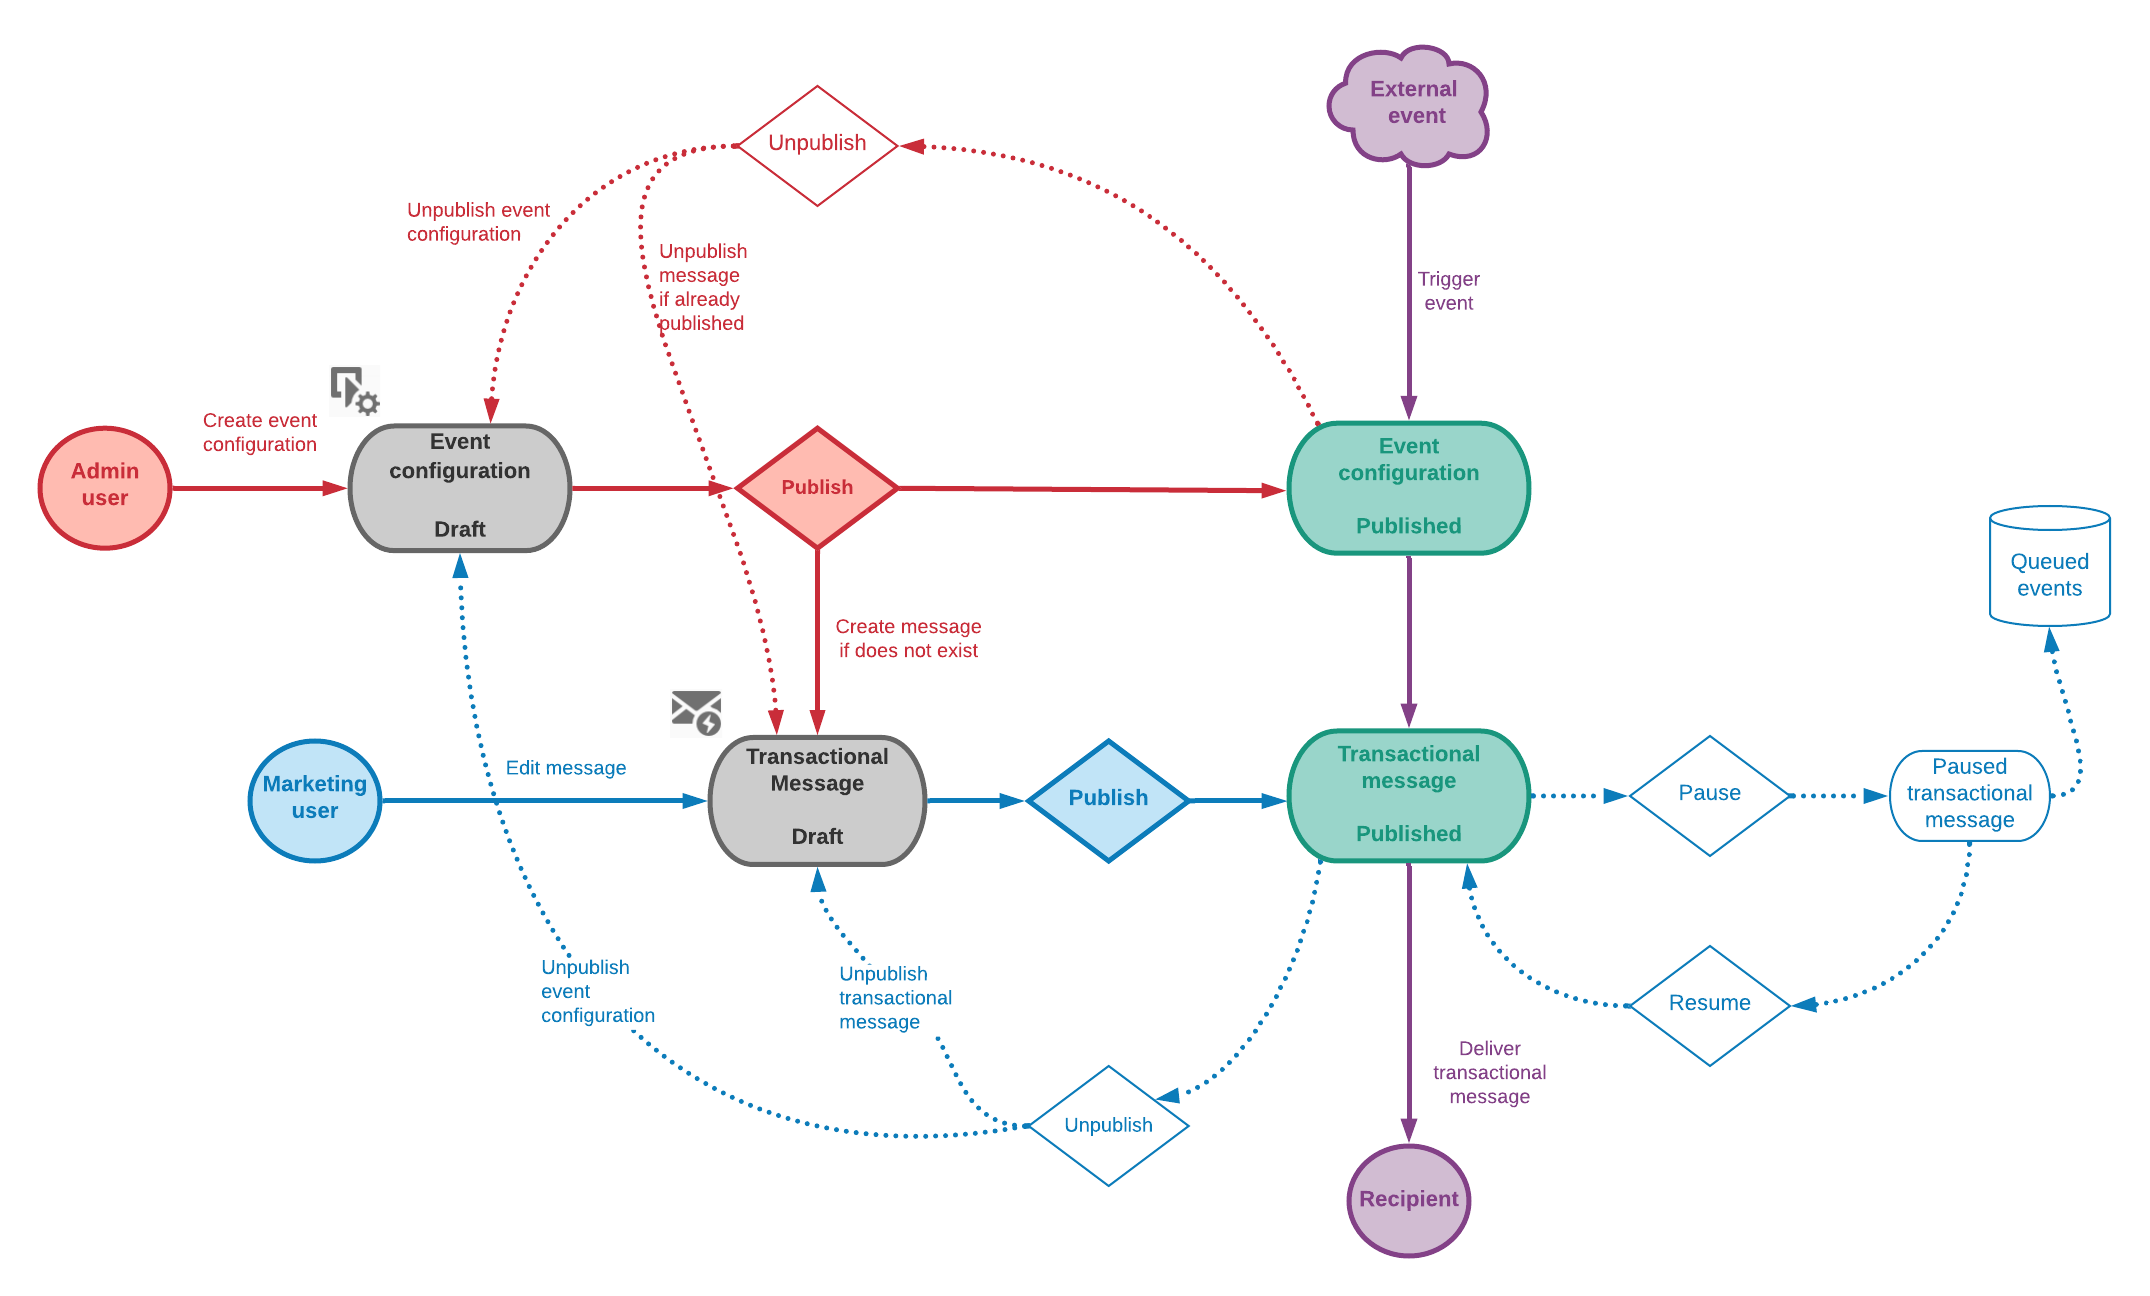 External
event
Unpublish
Unpublish event
configuration
Unpublish
message
if already
published
Trigger
event
Create event
configuration
Admin
user
Event
configuration
Draft
Publish
Event
configuration
Published
Queued
events
Create message
if does not exist
Marketing
user
Edit message
Transactional
Message
Draft
Publish
Transactional
message
Published
Pause
Paused
transactional
message
Unpublish
event
configuration
Unpublish
transactional
message
Resume
Deliver
transactional
message
Unpublish
Recipient